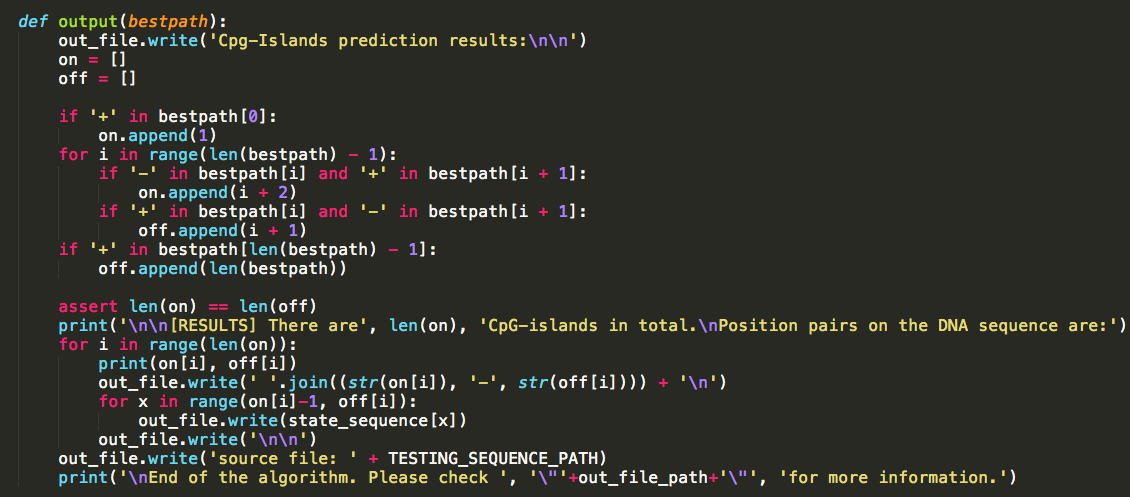 def output(bestpath):
    out_file.write('Cpg-Islands prediction results:\n\n')
    on = []
    off = []

    if '+' in bestpath[0]:
        on.append(1)
    for i in range(len(bestpath) - 1):
        if '-' in bestpath[i] and '+' in bestpath[i + 1]:
            on.append(i + 2)
        if '+' in bestpath[i] and '-' in bestpath[i + 1]:
            off.append(i + 1)
    if '+' in bestpath[len(bestpath) - 1]:
        off.append(len(bestpath))

    assert len(on) == len(off)
    print('\n\n[RESULTS] There are', len(on), 'CpG-islands in total.\nPosition pairs on the DNA sequence are:')
    for i in range(len(on)):
        print(on[i], off[i])
        out_file.write(' '.join((str(on[i]), '-', str(off[i]))) + '\n')
        for x in range(on[i]-1, off[i]):
            out_file.write(state_sequence[x])
        out_file.write('\n\n')
    out_file.write('source file: ' + TESTING_SEQUENCE_PATH)
    print('\nEnd of the algorithm. Please check ', '\"'+out_file_path+'\"', 'for more information.')